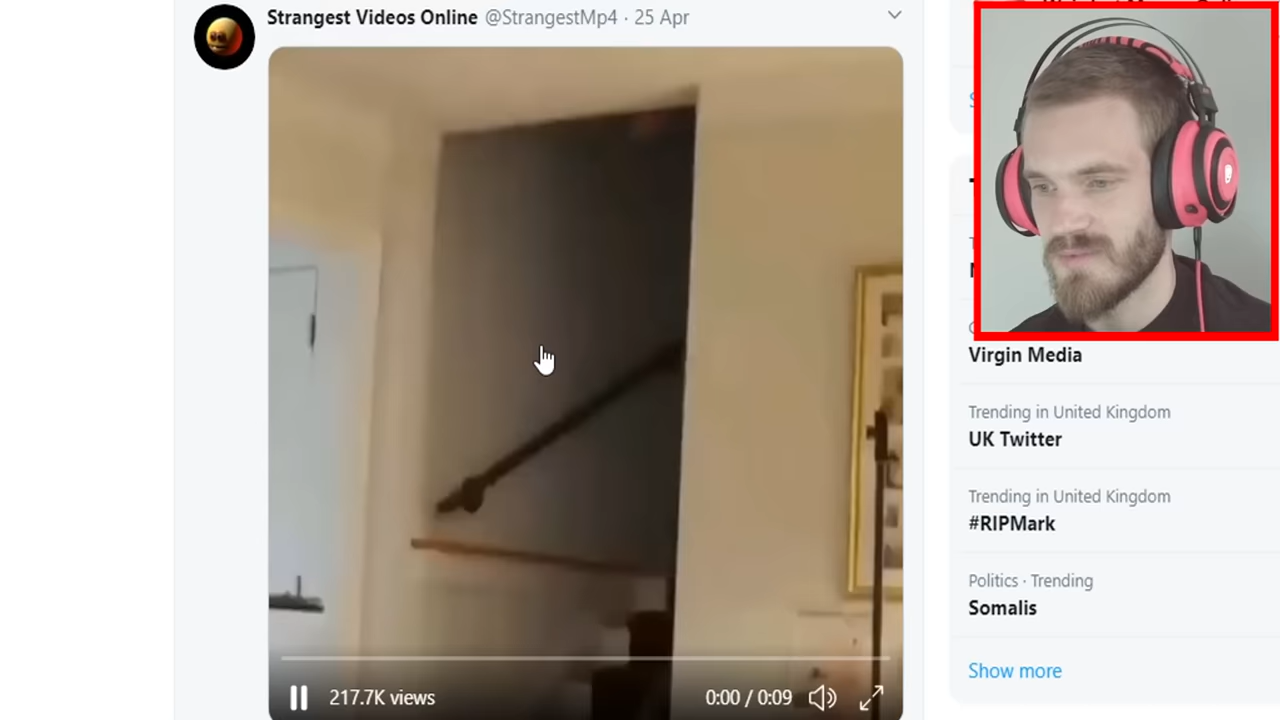 Strangest Videos Online @StrangestMp4 · 25 Apr
217.7K views
0:00 / 0:09
Virgin Media
Trending in United Kingdom
UK Twitter
Trending in United Kingdom
#RIPMark
Politics · Trending
Somalis
Show more